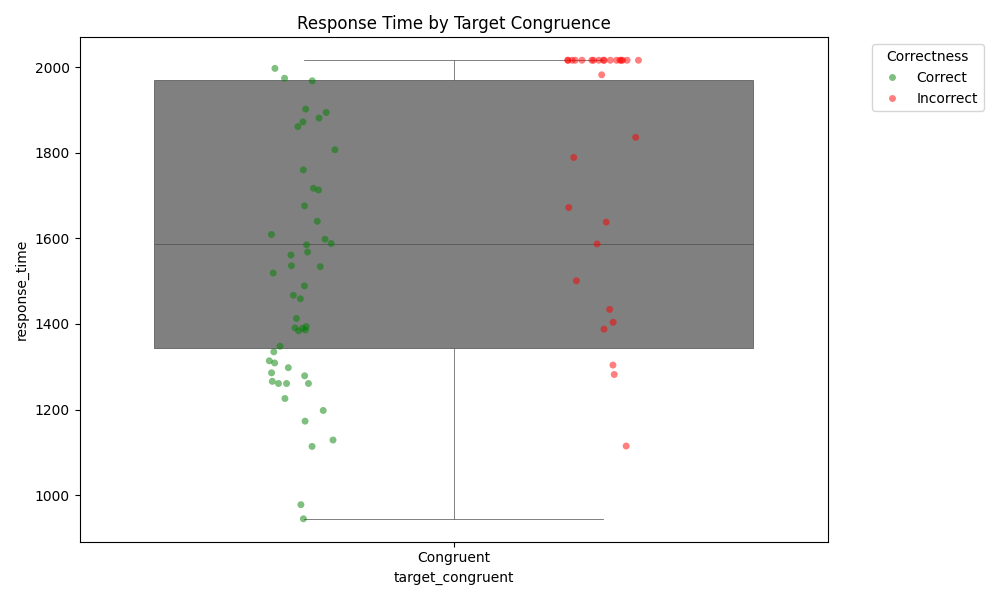 Response Time by Target Congruence
Correctness
Correct
Incorrect
2000
1800
1600
1400
1200
1000
response_time
Congruent
target_congruent